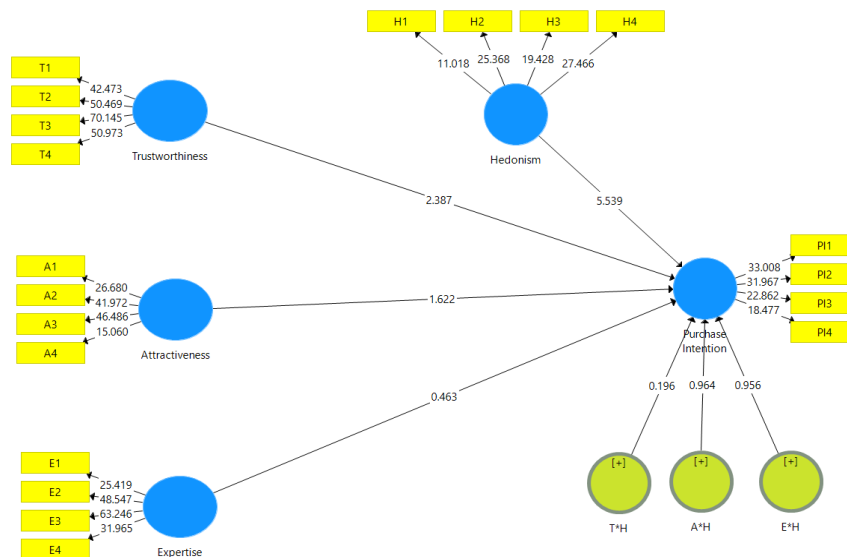 H1
H2
H3
H4
11.018
25.368
19.428
27.466
Hedonism
T1
T2
T3
T4
42.473
50.469
70.145
50.973
Trustworthiness
2.387
5.539
A1
A2
A3
A4
26.680
41.972
46.486
15.060
Attractiveness
1.622
PI1
PI2
PI3
PI4
33.008
31.967
22.862
18.477
Purchase
Intention
0.463
0.196
0.964
0.956
E1
E2
E3
E4
25.419
48.547
63.246
31.965
Expertise
[+]
[+]
[+]
T*H
A*H
E*H